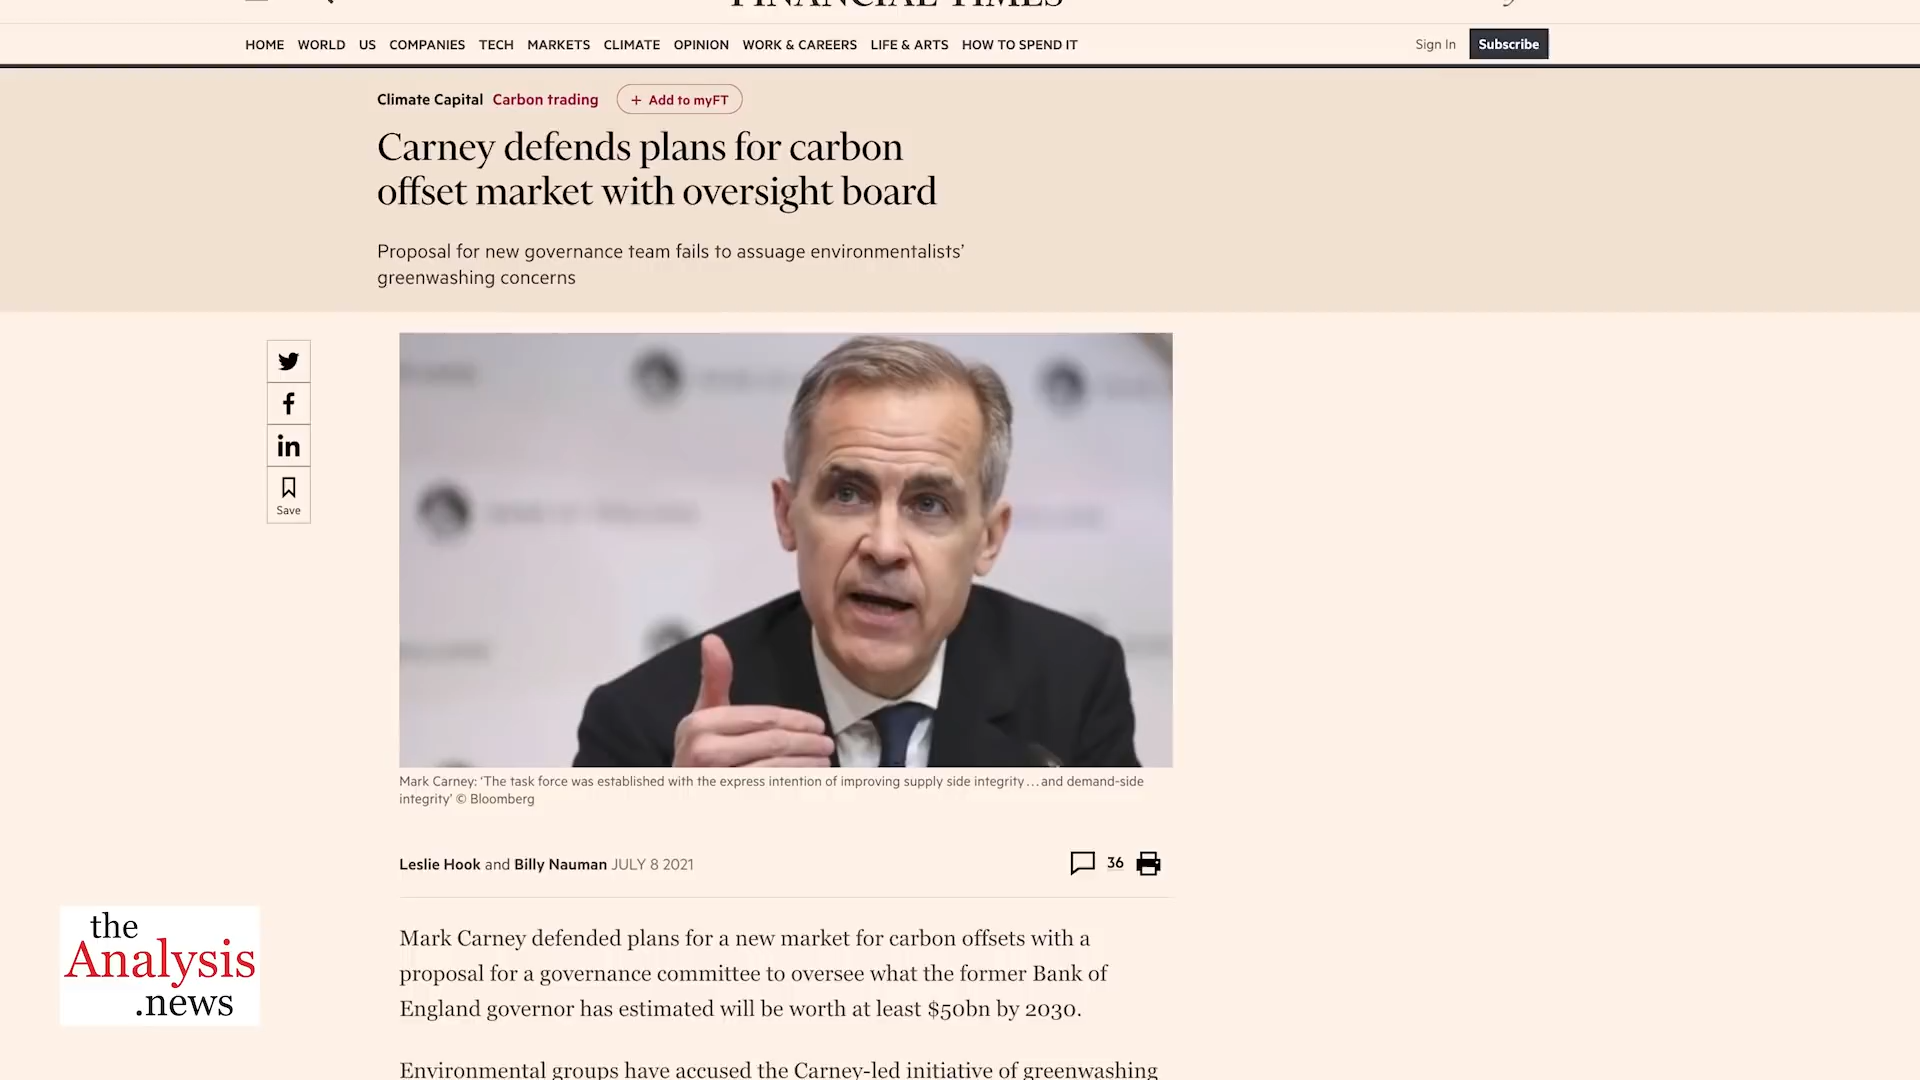 FINANCIAL TIMES
HOME WORLD US COMPANIES TECH MARKETS CLIMATE OPINION WORK & CAREERS LIFE & ARTS HOW TO SPEND IT
Sign In Subscribe
Climate Capital Carbon trading + Add to myFT
Carney defends plans for carbon
offset market with oversight board
Proposal for new governance team fails to assuage environmentalists’
greenwashing concerns
Save
Mark Carney: ‘The task force was established with the express intention of improving supply side integrity . . . and demand-side
integrity’ © Bloomberg
Leslie Hook and Billy Nauman JULY 8 2021
36
Mark Carney defended plans for a new market for carbon offsets with a
proposal for a governance committee to oversee what the former Bank of
England governor has estimated will be worth at least $50bn by 2030.
Environmental groups have accused the Carney-led initiative of greenwashing
the
Analysis
.news